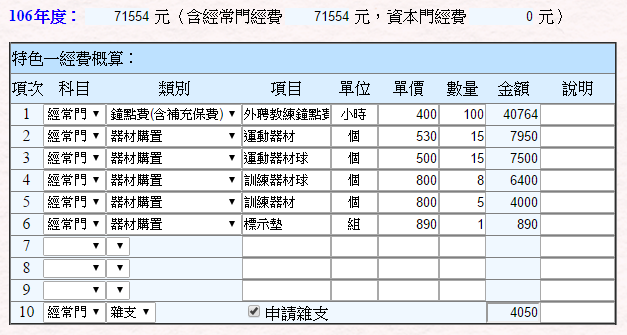 106年度： 71554 元（含經常門經費 71554 元，資本門經費 0 元）
特色一經費概算：
項次 科目 類別 項目 單位 單價 數量 金額 說明
1 經常門 鐘點費(含補充保費) 外聘教練鐘點費 小時 400 100 40764
2 經常門 器材購置 運動器材 個 530 15 7950
3 經常門 器材購置 運動器材球 個 500 15 7500
4 經常門 器材購置 訓練器材球 個 800 8 6400
5 經常門 器材購置 訓練器材 個 800 5 4000
6 經常門 器材購置 標示墊 組 890 1 890
7
8
9
10 經常門 雜支 申請雜支 4050